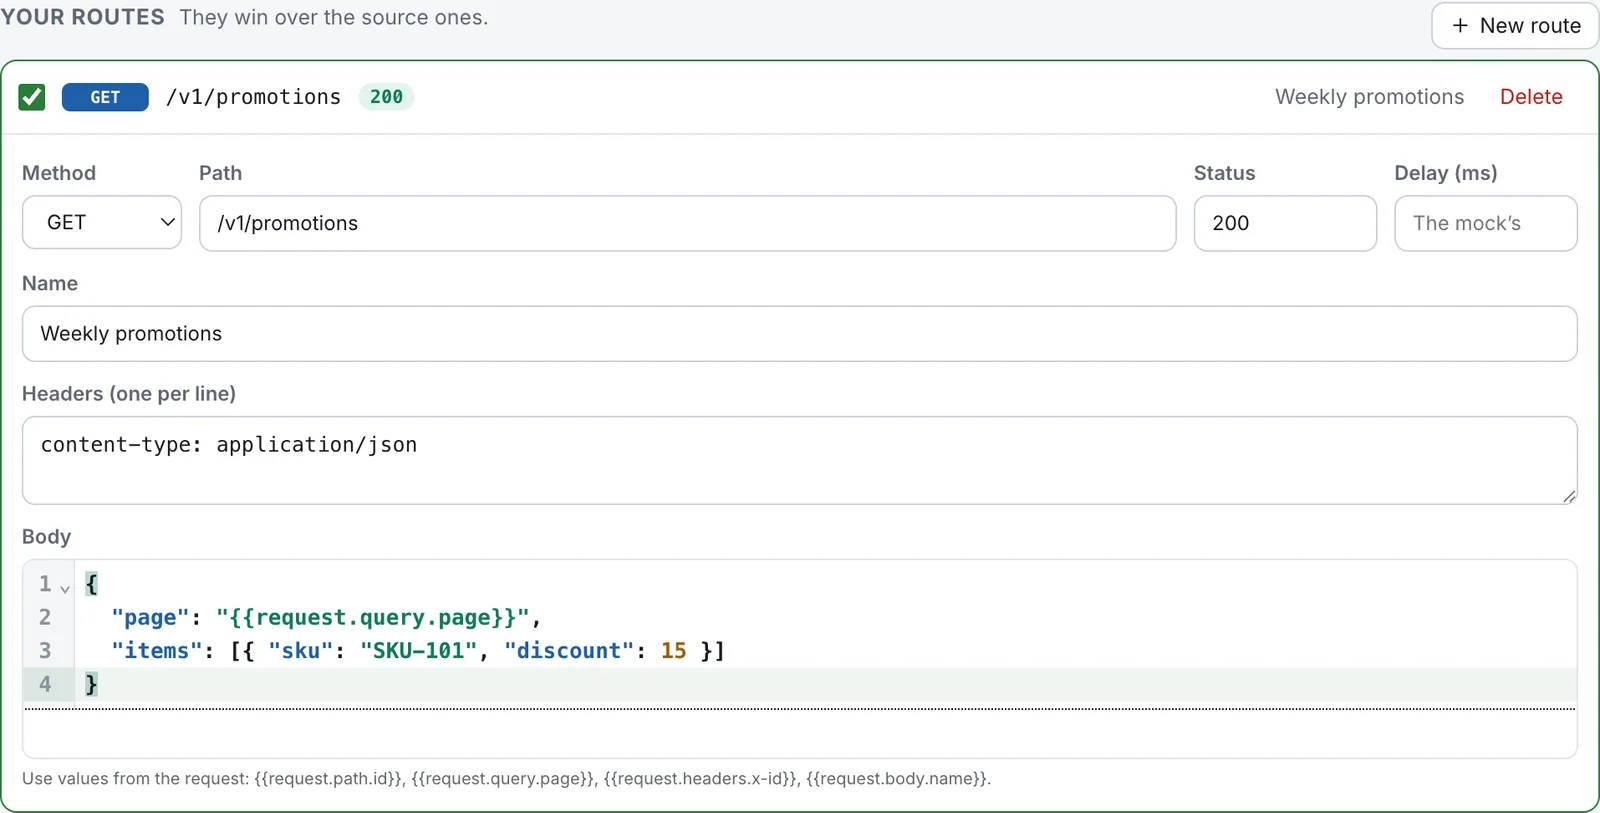 YOUR ROUTES They win over the source ones.
+ New route
GET /v1/promotions 200 Weekly promotions Delete
Method Path Status Delay (ms)
GET /v1/promotions 200 The mock’s
Name
Weekly promotions
Headers (one per line)
content-type: application/json
Body
1 {
2 "page": "{{request.query.page}}",
3 "items": [{ "sku": "SKU-101", "discount": 15 }]
4 }
Use values from the request: {{request.path.id}}, {{request.query.page}}, {{request.headers.x-id}}, {{request.body.name}}.